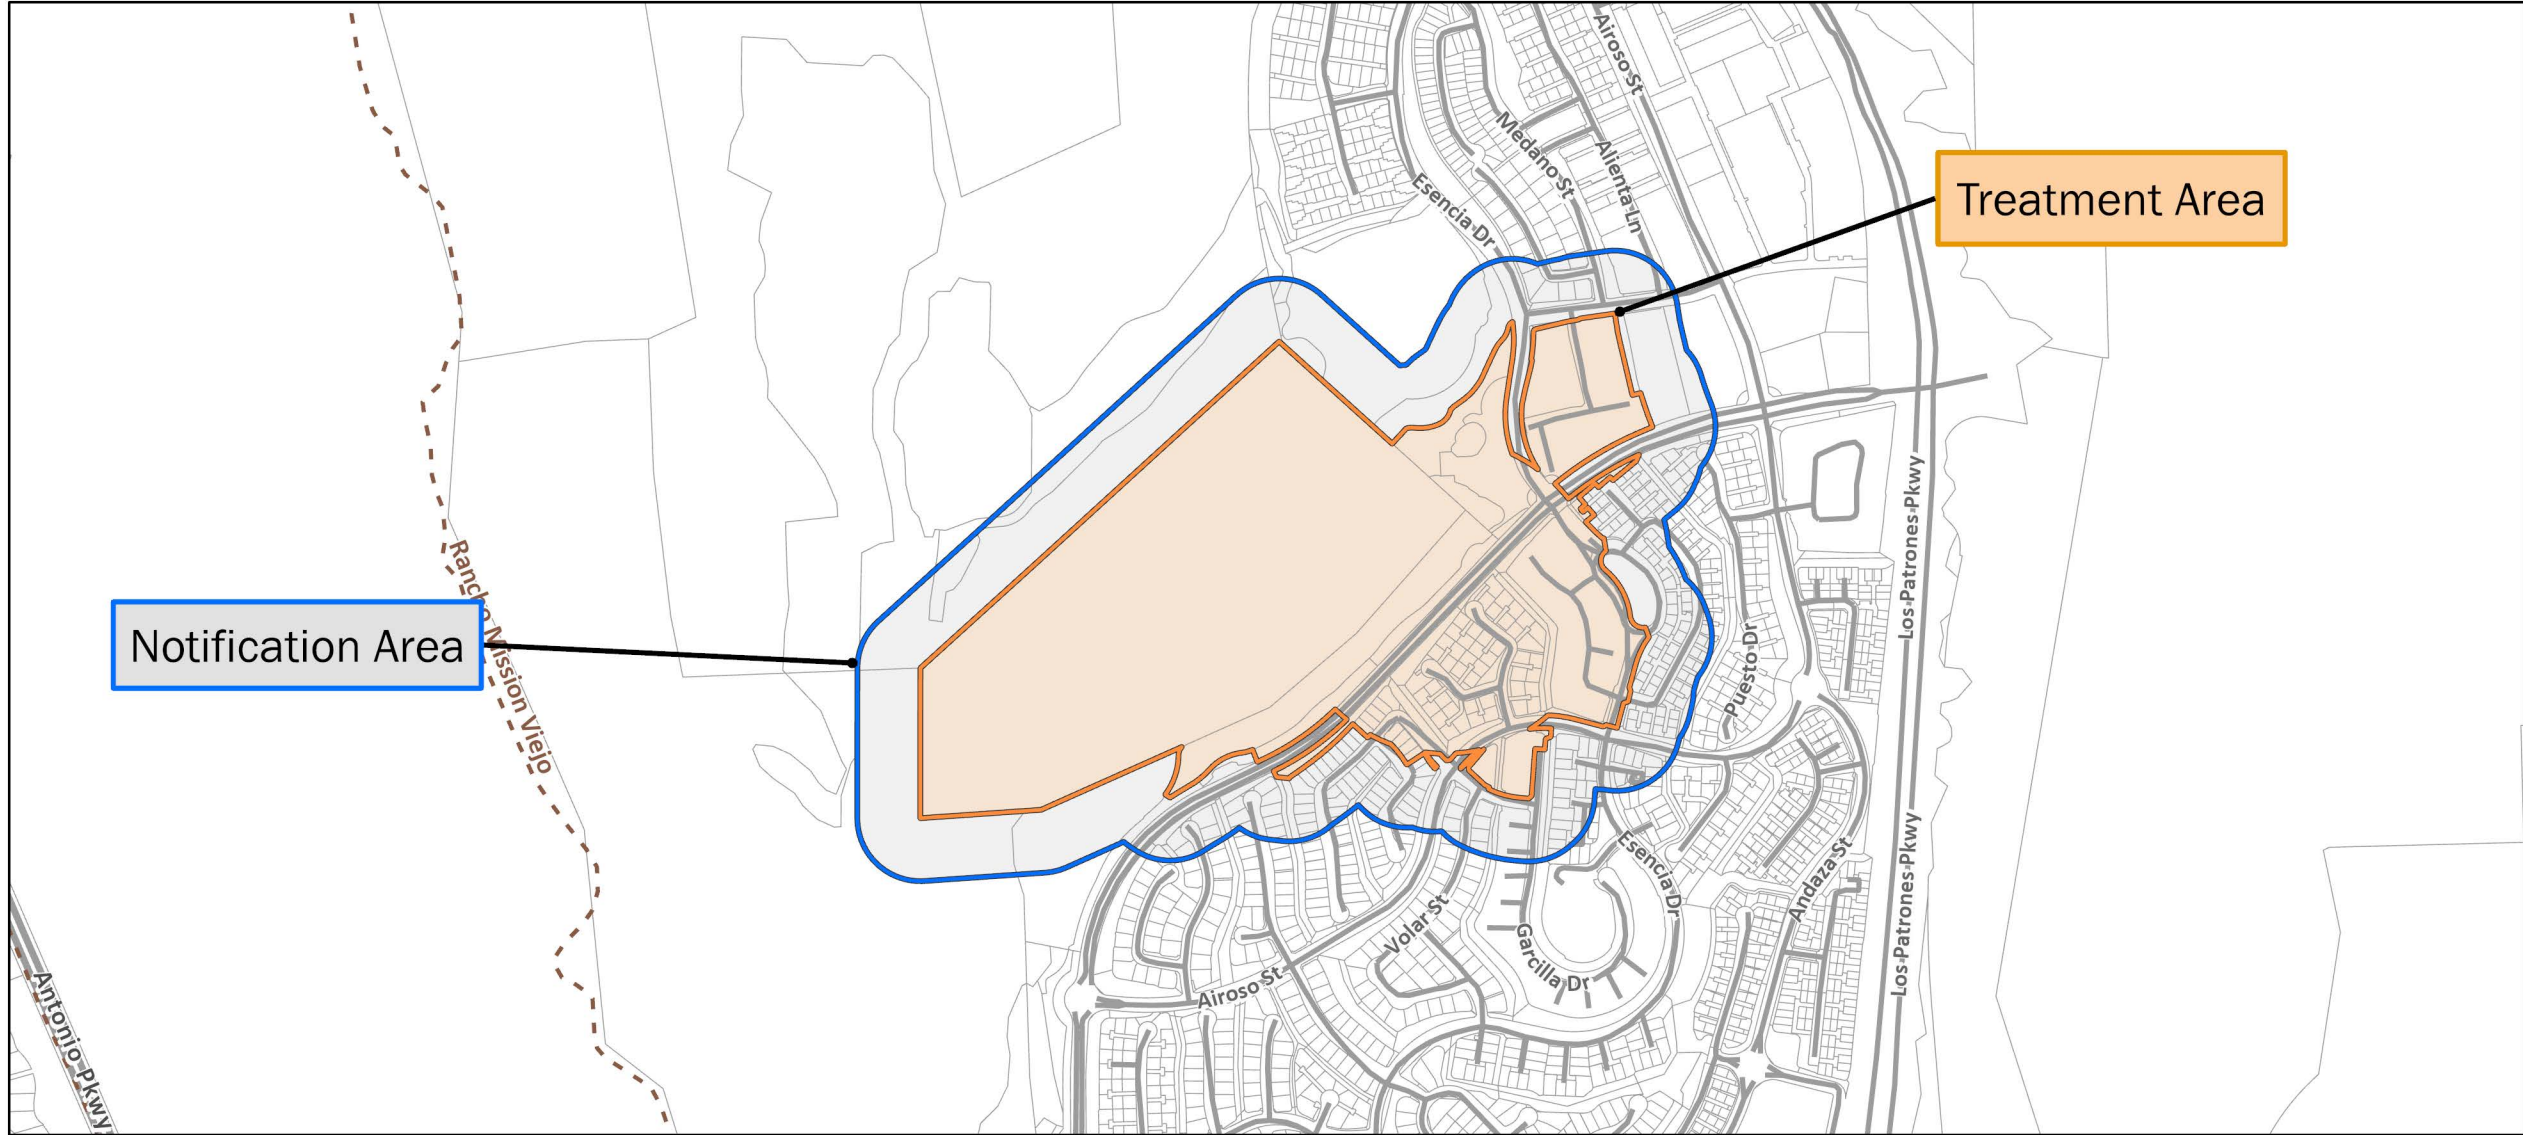 Airoso St
Medano St
Alienta Ln
Esencia Dr
Treatment Area
Los Patrones Pkwy
Rancho Mission Viejo
Notification Area
Puesto Dr
Los Patrones Pkwy
Esencia Dr
Andaza St
Volar St
Garcilla Dr
Airoso St
Antonio Pkwy